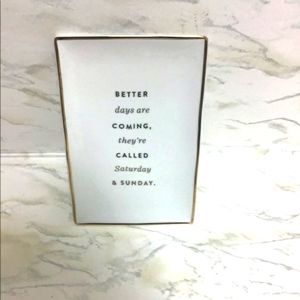 BETTER
days are
COMING,
they're
CALLED
Saturday
& SUNDAY.